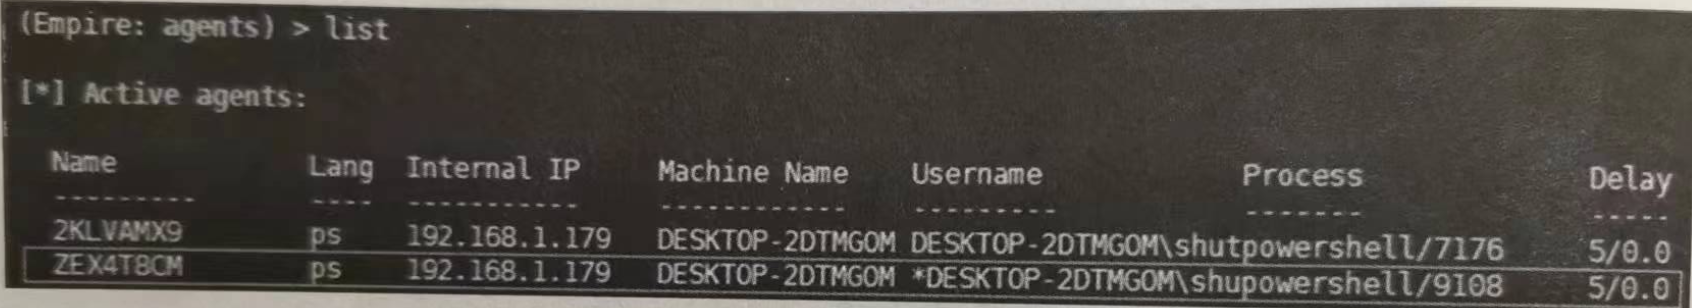 (Empire: agents) > list
[*] Active agents:
Name Lang Internal IP Machine Name Username Process Delay
--------- ---- ----------- ------------ --------- ------- -----
2KLVAMX9 ps 192.168.1.179 DESKTOP-2DTMGOM DESKTOP-2DTMGOM\shutpowershell/7176 5/0.0
ZEX4T8CM ps 192.168.1.179 DESKTOP-2DTMGOM *DESKTOP-2DTMGOM\shupowershell/9108 5/0.0